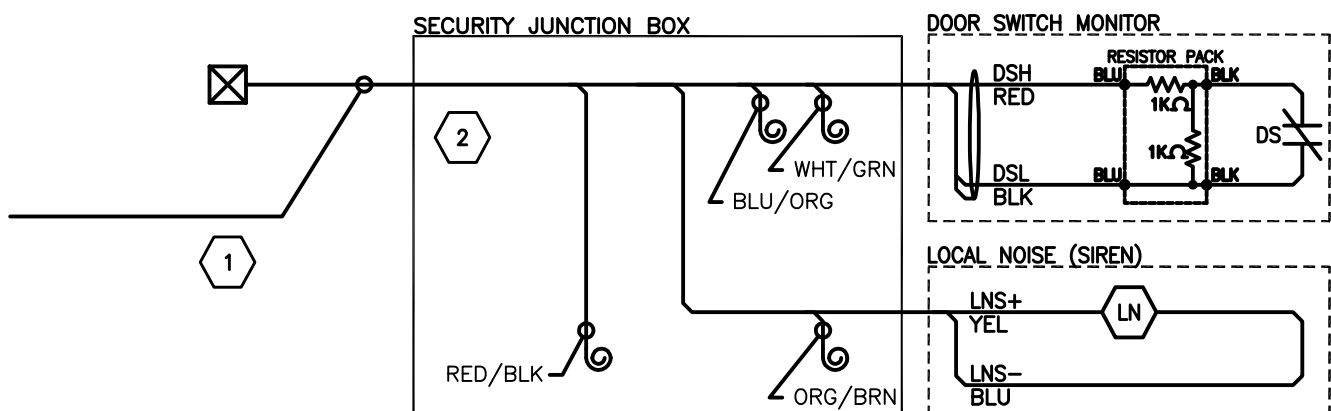 SECURITY JUNCTION BOX
DOOR SWITCH MONITOR
RESISTOR PACK
DSH
RED
BLU
BLK
1KΩ
2
DS
1KΩ
WHT/GRN
DSL
BLK
BLU
BLK
BLU/ORG
1
LOCAL NOISE (SIREN)
LNS+
YEL
LN
RED/BLK
LNS-
BLU
ORG/BRN